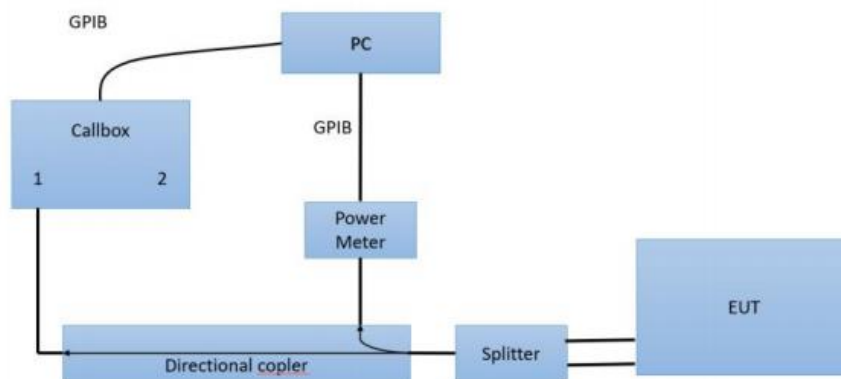 GPIB
PC
Callbox
GPIB
1 2
Power
Meter
EUT
Splitter
Directional copler